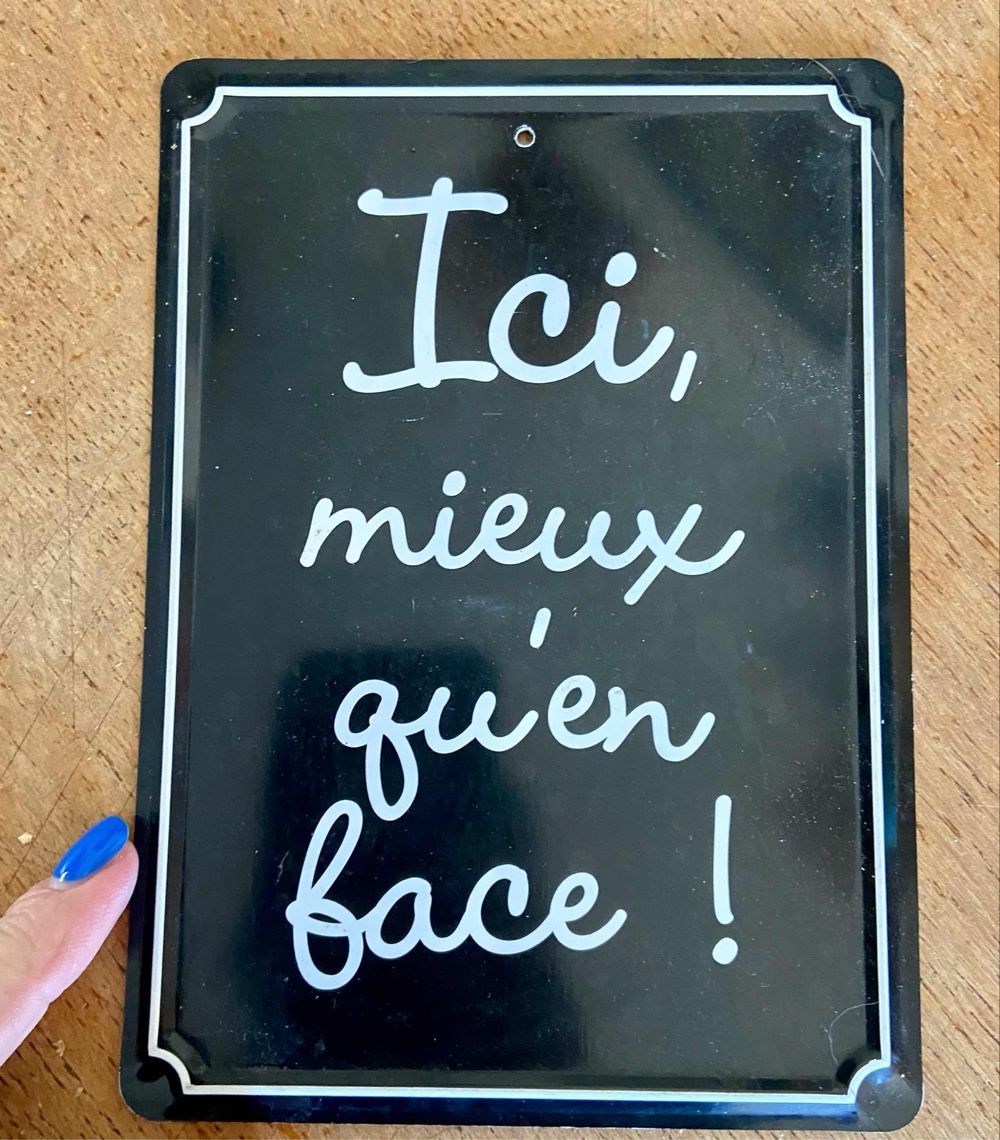 Ici,
mieux
qu'en
face !